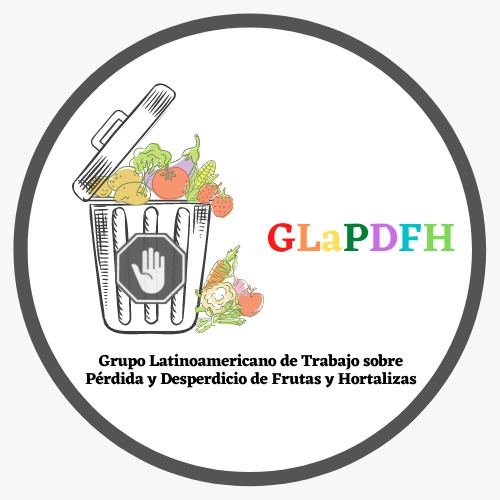 GLaPDFH
Grupo Latinoamericano de Trabajo sobre
Pérdida y Desperdicio de Frutas y Hortalizas